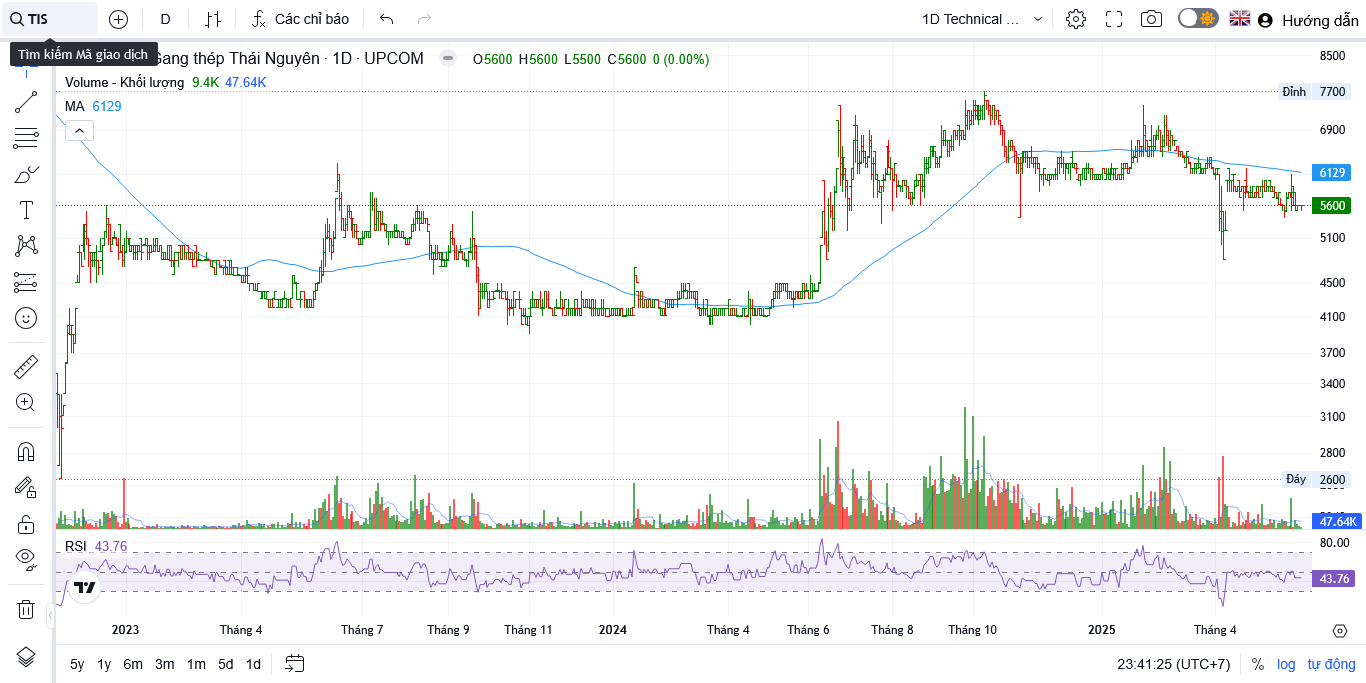 TIS
D
Các chỉ báo
1D Technical ...
Hướng dẫn
Tìm kiếm Mã giao dịch
Gang thép Thái Nguyên · 1D · UPCOM
O5600 H5600 L5500 C5600 0 (0.00%)
Volume - Khối lượng 9.4K 47.64K
MA 6129
8500
Đỉnh 7700
6900
6129
5600
5100
4500
4100
3700
3400
3100
2800
Đáy 2600
47.64K
RSI 43.76
80.00
43.76
2023 Tháng 4 Tháng 7 Tháng 9 Tháng 11 2024 Tháng 4 Tháng 6 Tháng 8 Tháng 10 2025 Tháng 4
5y 1y 6m 3m 1m 5d 1d
23:41:25 (UTC+7) % log tự động